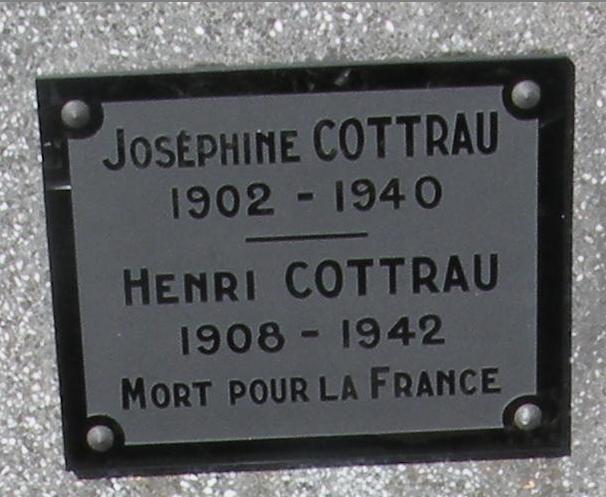 JOSÉPHINE COTTRAU
1902 - 1940
HENRI COTTRAU
1908 - 1942
MORT POUR LA FRANCE